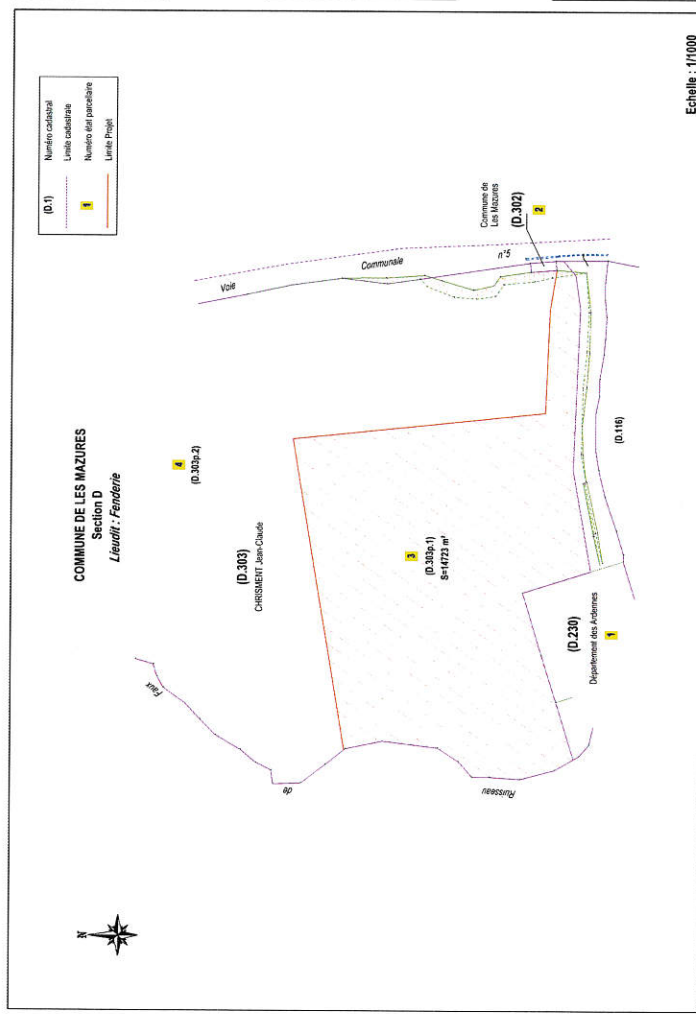 COMMUNE DE LES MAZURES
Section D
Lieudit : Fenderie
(D.1)
Numéro cadastral
Limite cadastrale
1
Numéro état parcellaire
Limite Projet
N
4
(D.303p.2)
(D.303)
CHRISMENT Jean-Claude
3
(D.303p.1)
S=14723 m²
(D.230)
Département des Ardennes
1
(D.116)
Commune de
Les Mazures
(D.302)
2
Voie
Communale
n°5
Ruisseau
de
Faux
Echelle : 1/1000